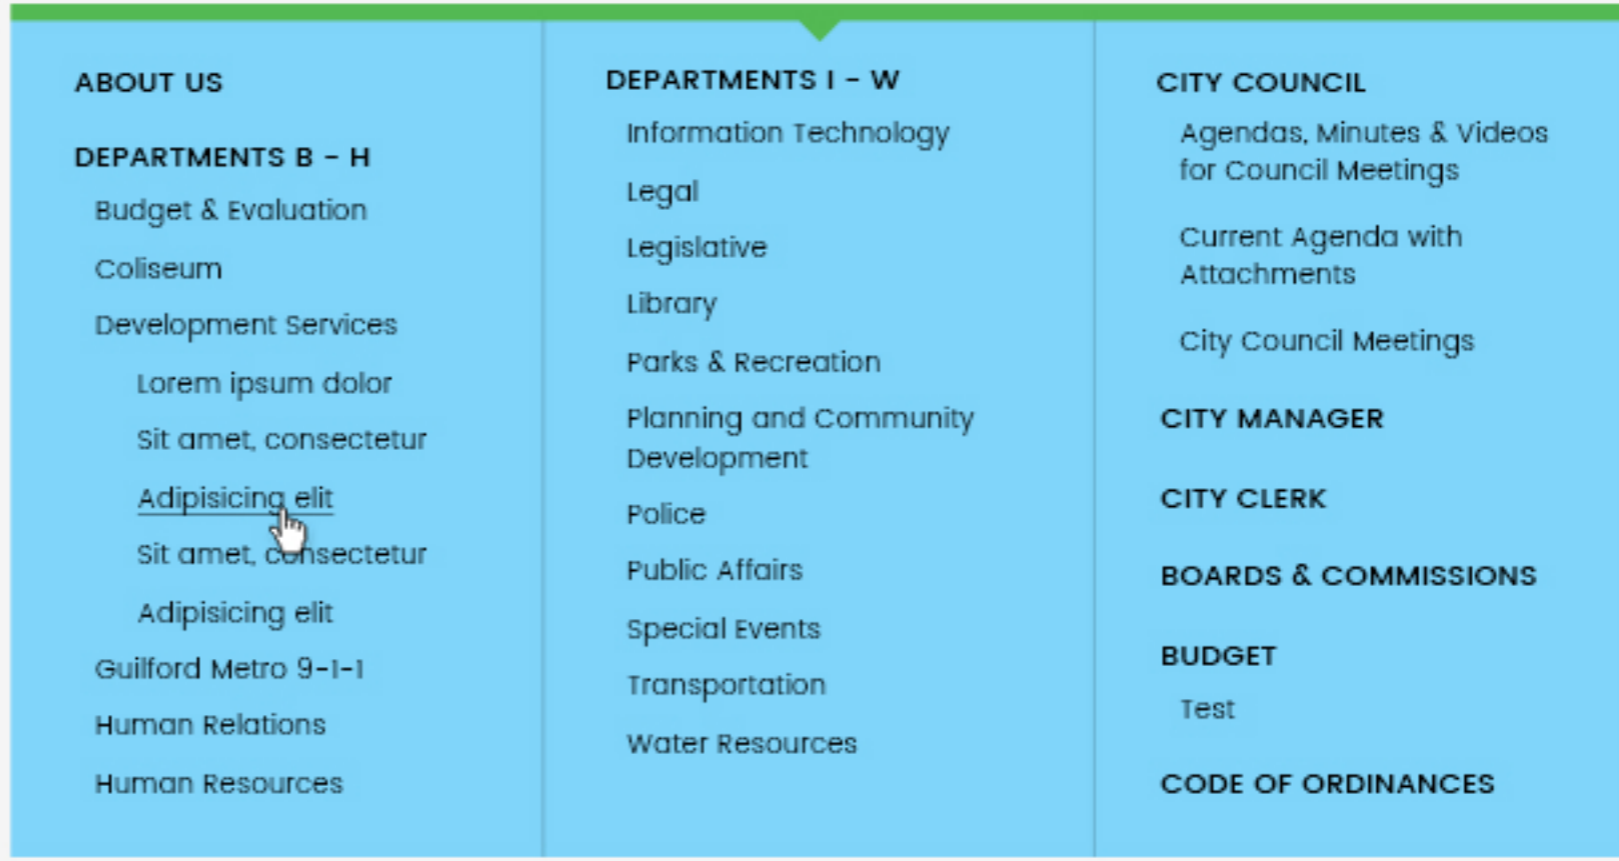 ABOUT US
DEPARTMENTS B - H
Budget & Evaluation
Coliseum
Development Services
Lorem ipsum dolor
Sit amet, consectetur
Adipisicing elit
Sit amet, consectetur
Adipisicing elit
Guilford Metro 9-1-1
Human Relations
Human Resources
DEPARTMENTS I - W
Information Technology
Legal
Legislative
Library
Parks & Recreation
Planning and Community
Development
Police
Public Affairs
Special Events
Transportation
Water Resources
CITY COUNCIL
Agendas, Minutes & Videos
for Council Meetings
Current Agenda with
Attachments
City Council Meetings
CITY MANAGER
CITY CLERK
BOARDS & COMMISSIONS
BUDGET
Test
CODE OF ORDINANCES